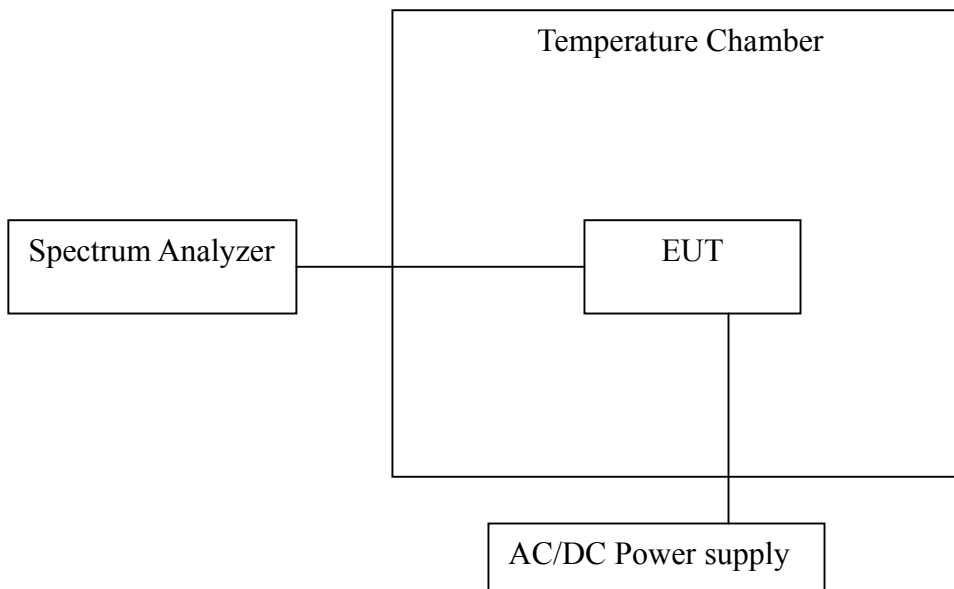 Temperature Chamber
Spectrum Analyzer
EUT
AC/DC Power supply